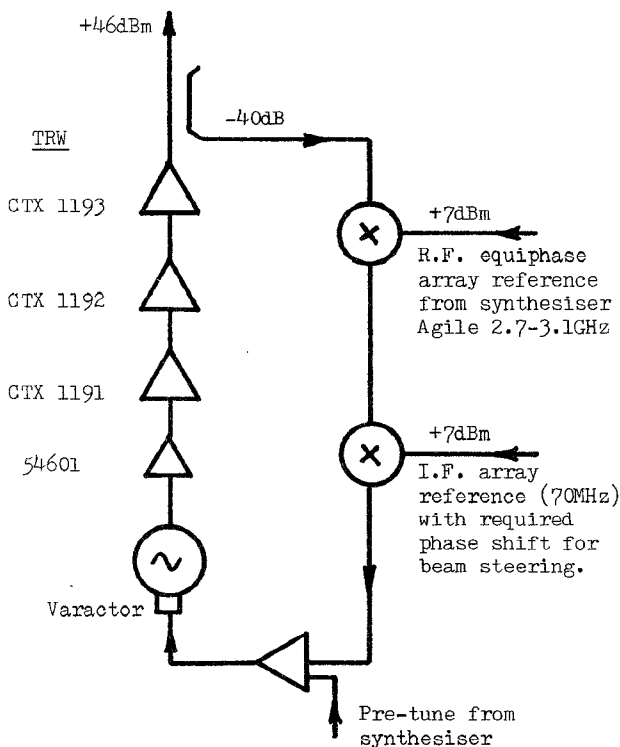 +46dBm
-40dB
TRW
CTX 1193
+7dBm
R.F. equiphase
array reference
from synthesiser
Agile 2.7-3.1GHz
CTX 1192
CTX 1191
+7dBm
I.F. array
reference (70MHz)
with required
phase shift for
beam steering.
54601
Varactor
Pre-tune from
synthesiser